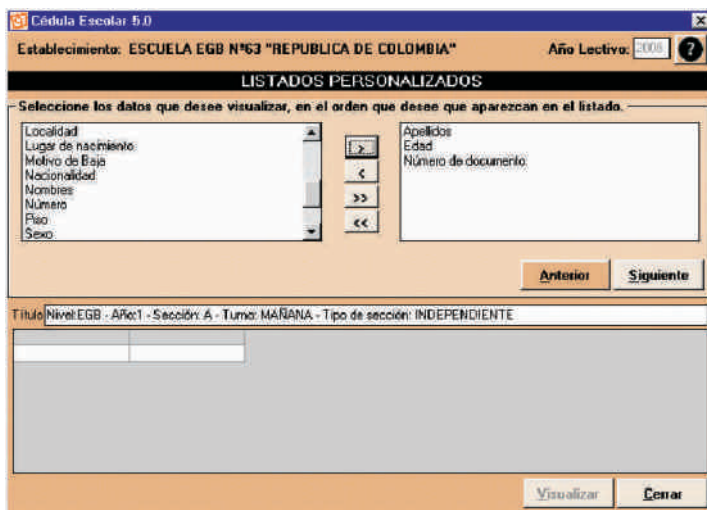 Cédula Escolar 5.0
Establecimiento: ESCUELA EGB Nº63 "REPUBLICA DE COLOMBIA"
Año Lectivo: 2006
?
LISTADOS PERSONALIZADOS
Seleccione los datos que desee visualizar, en el orden que desee que aparezcan en el listado.
Localidad
Lugar de nacimiento
Motivo de Baja
Nacionalidad
Nombres
Número
Piso
Sexo
>
<
>>
<<
Apellidos
Edad
Número de documento
Anterior
Siguiente
Título Nivel:EGB - Año:1 - Sección: A - Turno: MAÑANA - Tipo de sección: INDEPENDIENTE
Visualizar
Cerrar